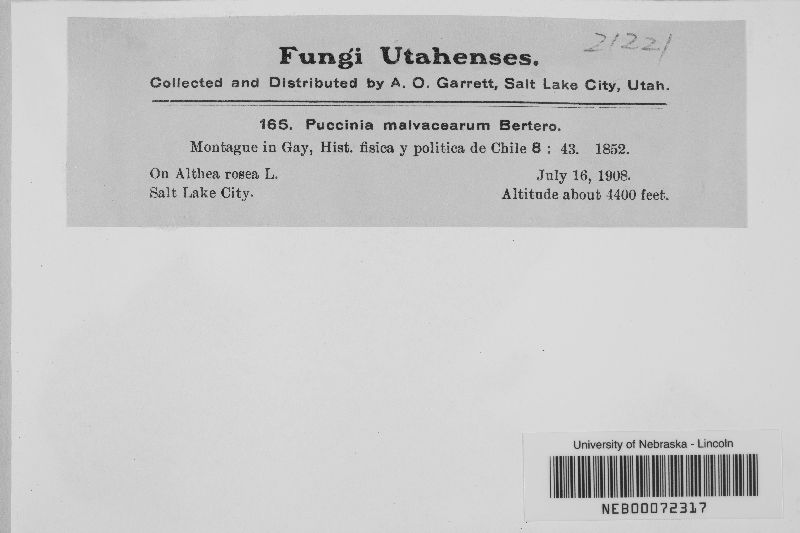 21221
Fungi Utahenses.
Collected and Distributed by A. O. Garrett, Salt Lake City, Utah.
165. Puccinia malvacearum Bertero.
Montague in Gay, Hist. fisica y politica de Chile 8 : 43. 1852.
On Althea rosea L. July 16, 1908.
Salt Lake City. Altitude about 4400 feet.
University of Nebraska - Lincoln
NEB00072317